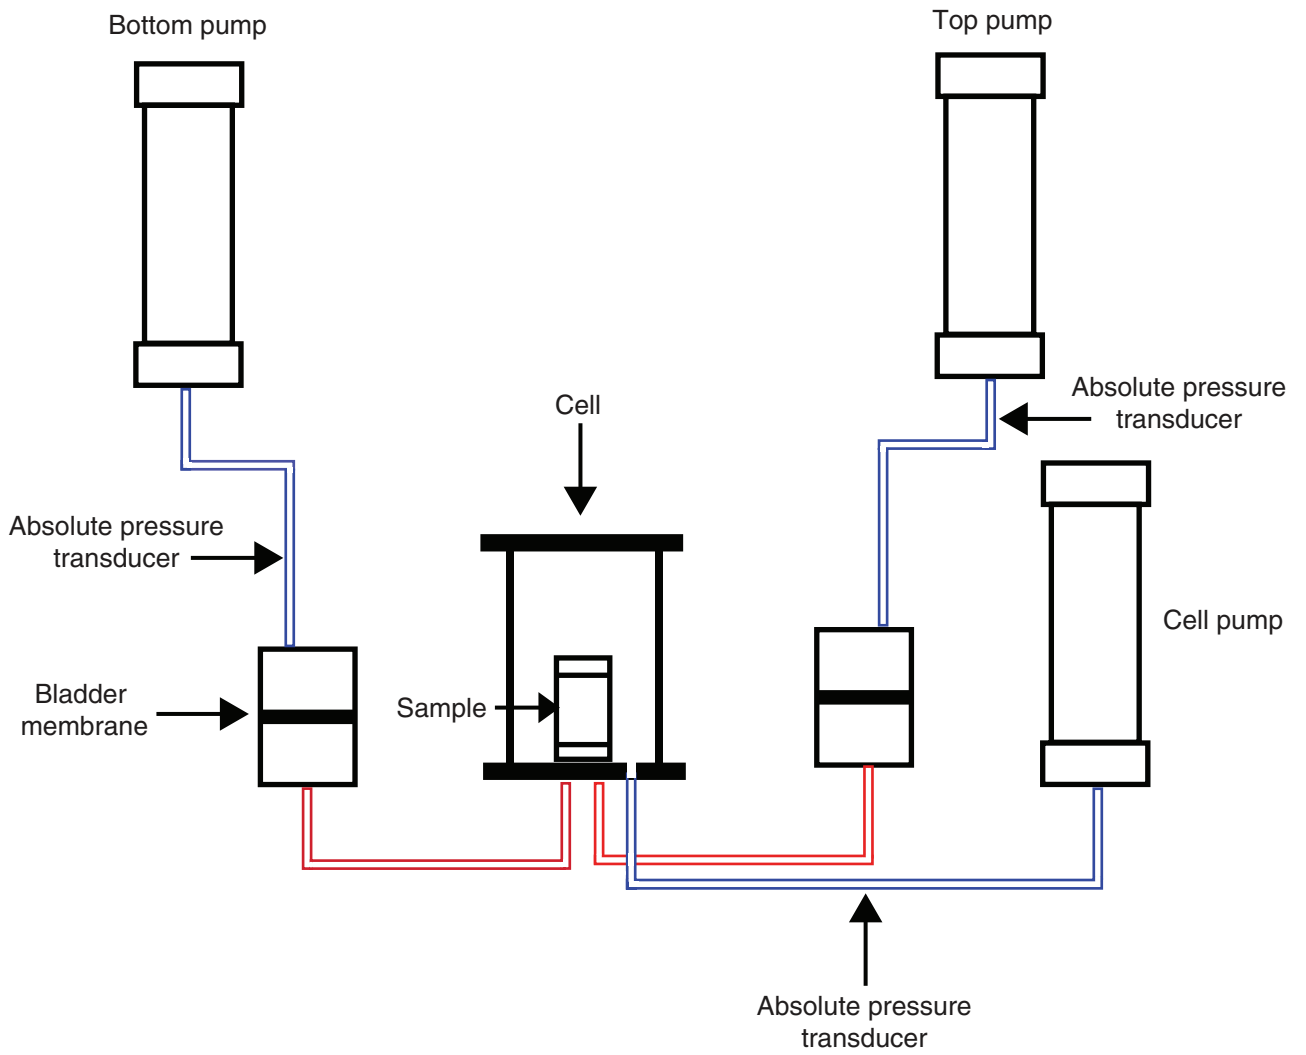 Bottom pump
Top pump
Absolute pressure
transducer
Cell
Absolute pressure
transducer
Cell pump
Bladder
membrane
Sample
Absolute pressure
transducer